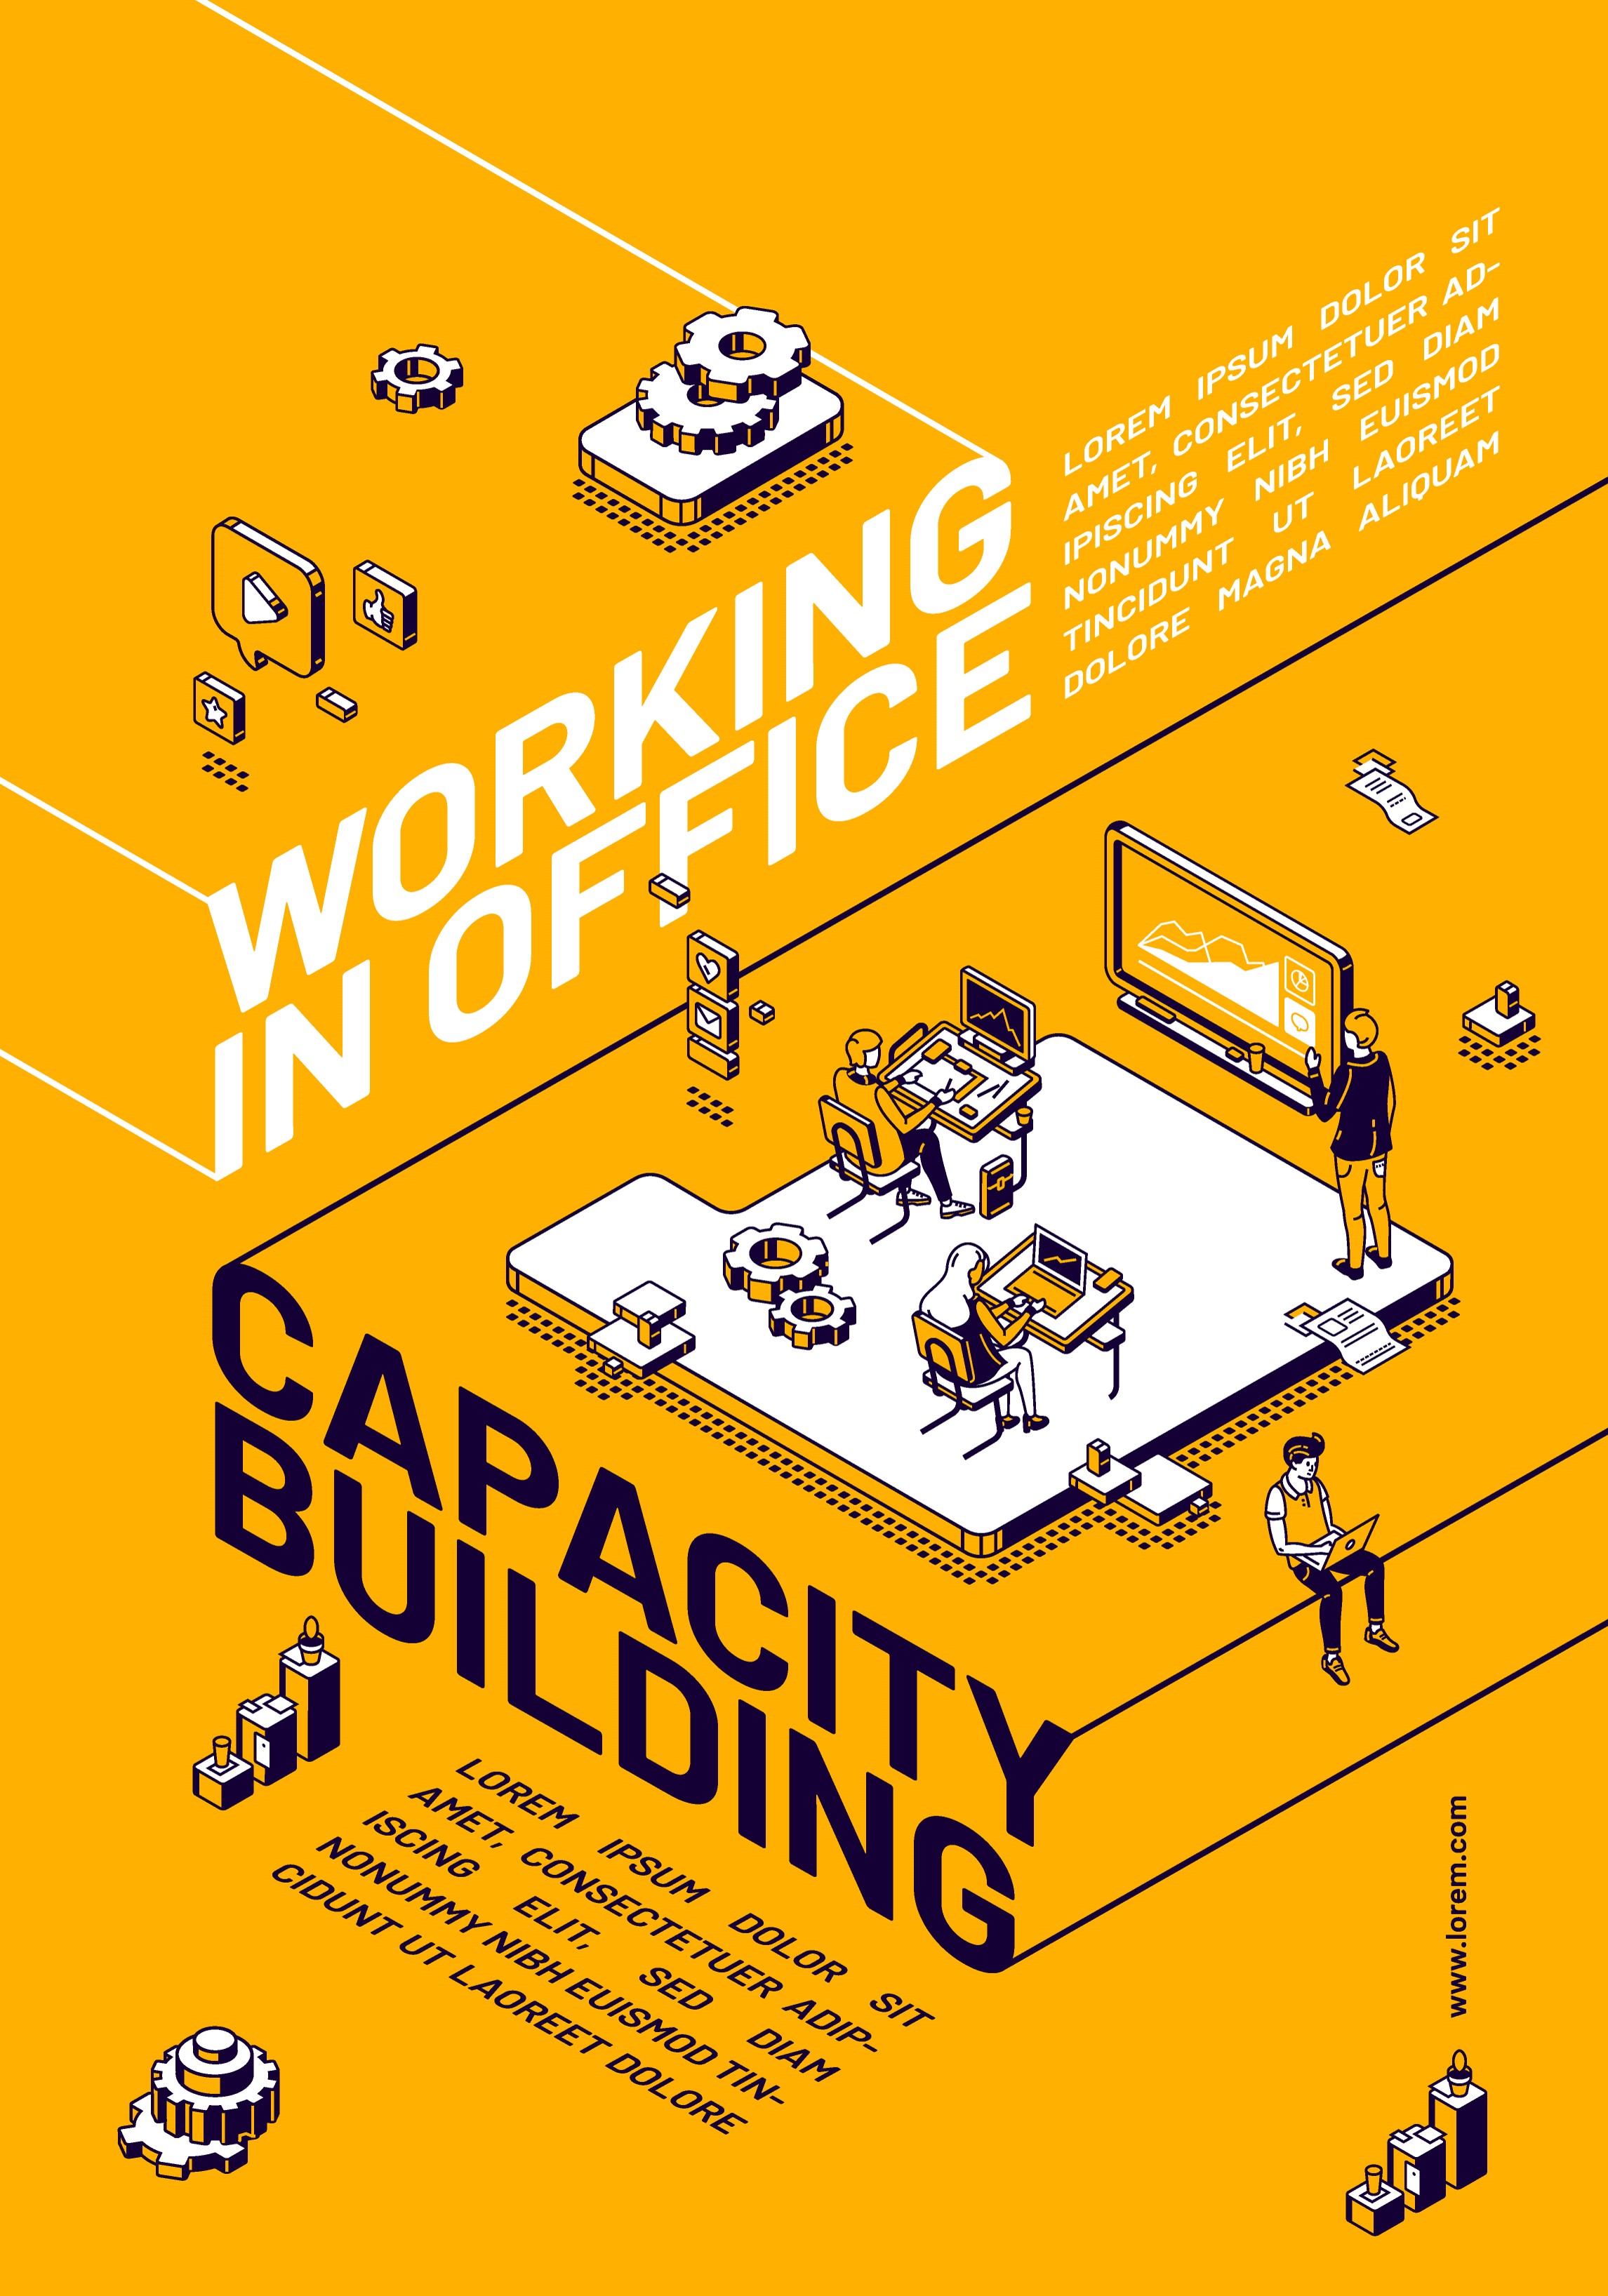 LOREM IPSUM DOLOR SIT
AMET, CONSECTETUER AD-
IPISCING ELIT, SED DIAM
NONUMMY NIBH EUISMOD
TINCIDUNT UT LAOREET
DOLORE MAGNA ALIQUAM
WORKING
IN OFFICE
CAPACITY
BUILDING
LOREM IPSUM DOLOR SIT
AMET, CONSECTETUER ADIP-
ISCING ELIT, SED DIAM
NONUMMY NIBH EUISMOD TIN-
CIDUNT UT LAOREET DOLORE
www.lorem.com